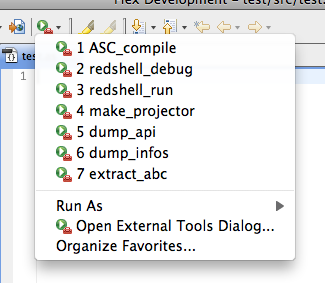 Flex Development – test/src/test.
tes
1
1 ASC_compile
2 redshell_debug
3 redshell_run
4 make_projector
5 dump_api
6 dump_infos
7 extract_abc
Run As
Open External Tools Dialog...
Organize Favorites...